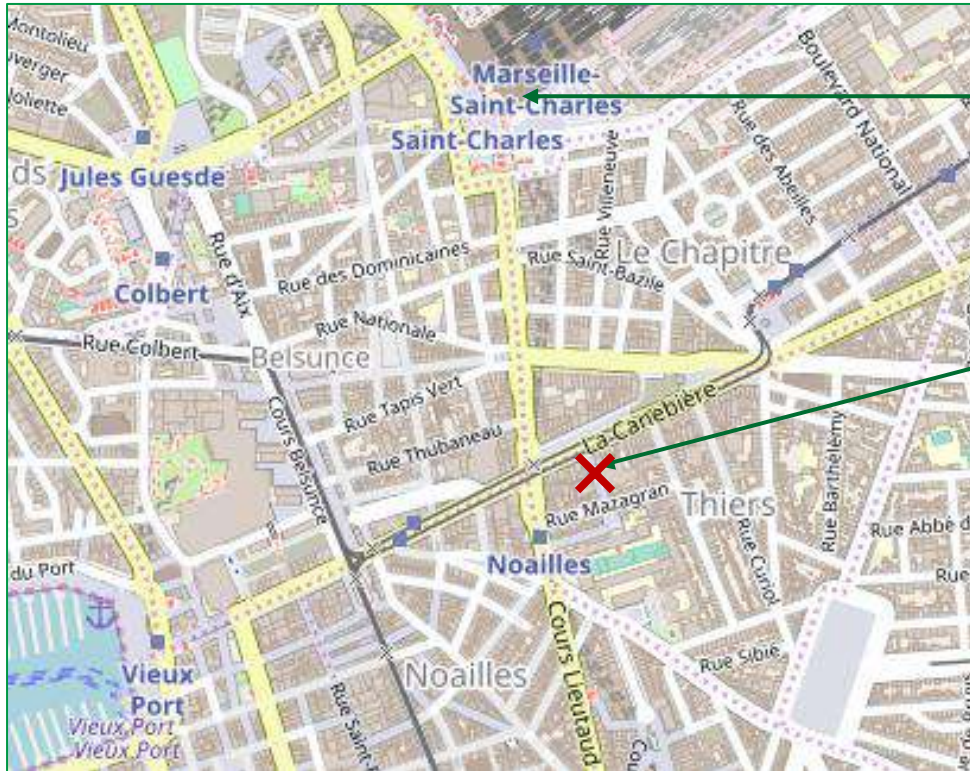 Montolieu
uverger
Joliette
ds
s
Marseille-
Saint-Charles
Saint-Charles
Jules Guesde
Colbert
Rue d'Aix
Rue Colbert
Belsunce
Rue des Dominicaines
Rue Nationale
Rue Tapis Vert
Rue Thubaneau
Cours Belsunce
Rue Villeneuve
Rue Saint-Bazile
Le Chapitre
Rue des Abeilles
Boulevard National
La Canebière
Rue Mazagran
Thiers
Rue Barthélemy
Rue Curiol
Rue Abbé d
Rue
Rue Sibié
Noailles
Cours Lieutaud
Noailles
Rue Saint-F
Cou
du Port
Vieux
Port
Vieux Port
Vieux Port